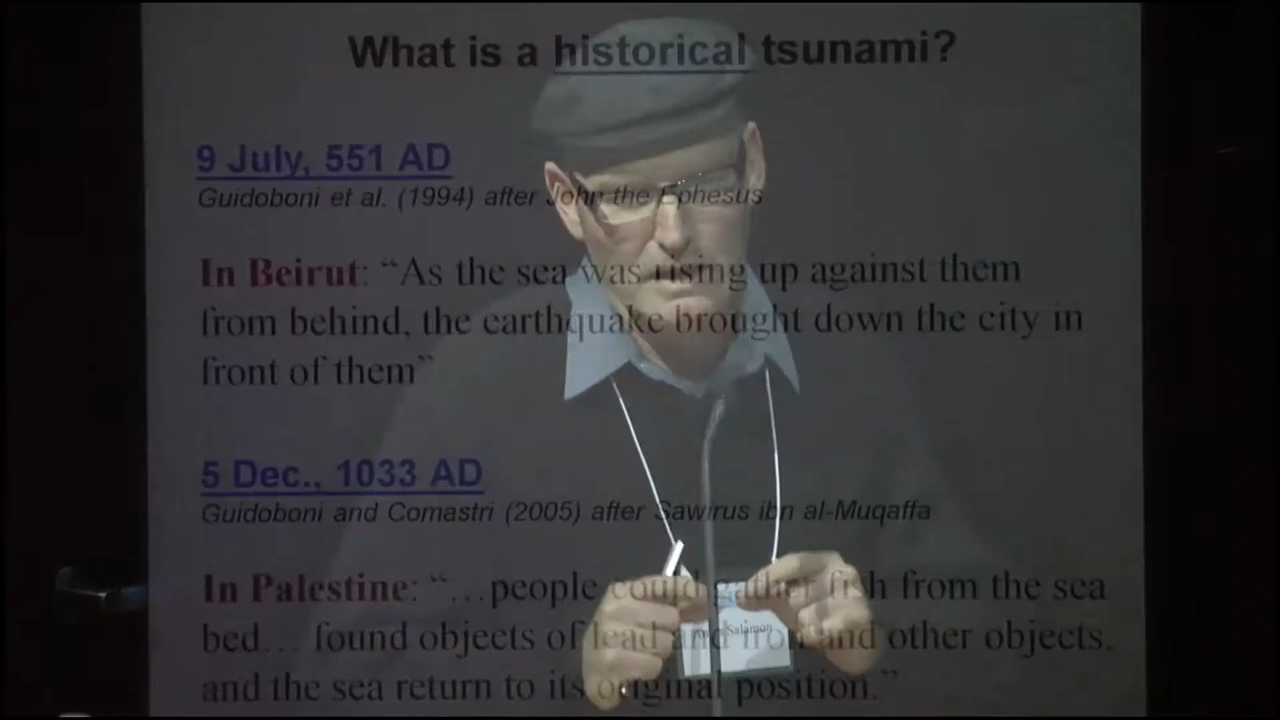 What is a historical tsunami?
9 July, 551 AD
Guidoboni et al. (1994) after John the Ephesus
In Beirut: “As the sea was rising up against them
from behind, the earthquake brought down the city in
front of them”
5 Dec., 1033 AD
Guidoboni and Comastri (2005) after Sawirus ibn al-Muqaffa
In Palestine: “…people could gather fish from the sea
bed… found objects of lead and iron and other objects,
and the sea return to its original position.”
Salamon